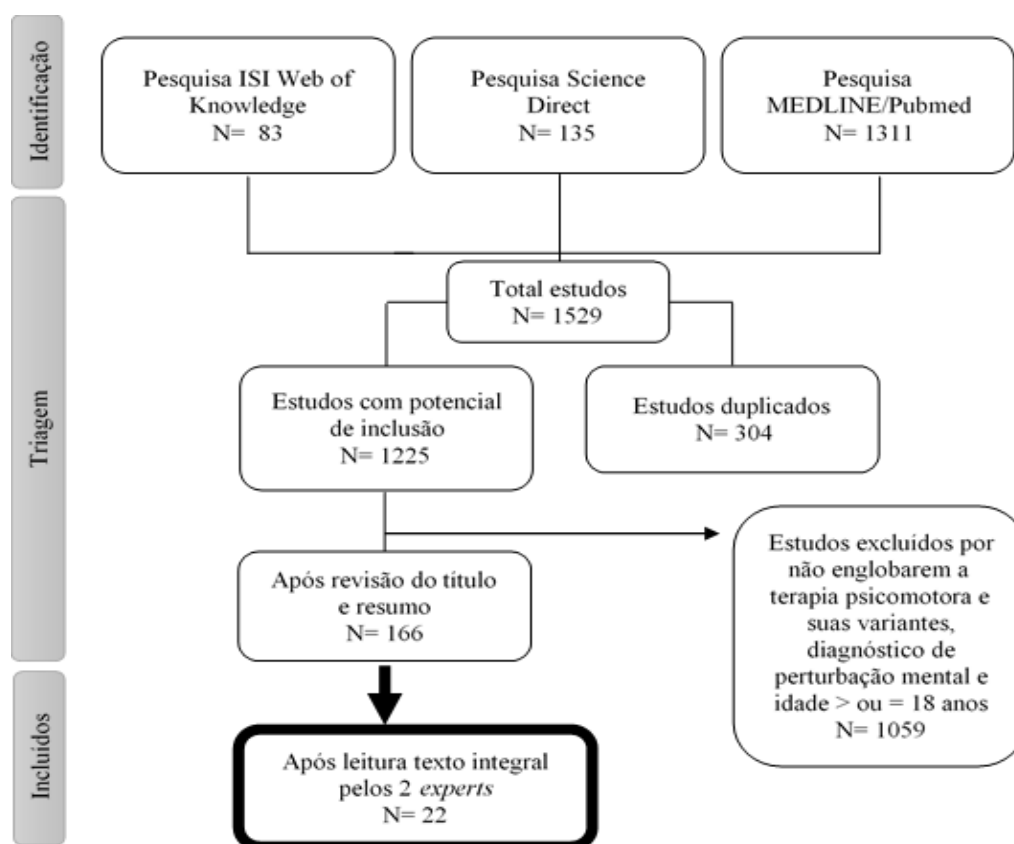 Identificação
Pesquisa ISI Web of
Knowledge
N= 83
Pesquisa Science
Direct
N= 135
Pesquisa
MEDLINE/Pubmed
N= 1311
Triagem
Total estudos
N= 1529
Estudos com potencial
de inclusão
N= 1225
Estudos duplicados
N= 304
Após revisão do título
e resumo
N= 166
Estudos excluídos por
não englobarem a
terapia psicomotora e
suas variantes,
diagnóstico de
perturbação mental e
idade > ou = 18 anos
N= 1059
Incluídos
Após leitura texto integral
pelos 2 experts
N= 22